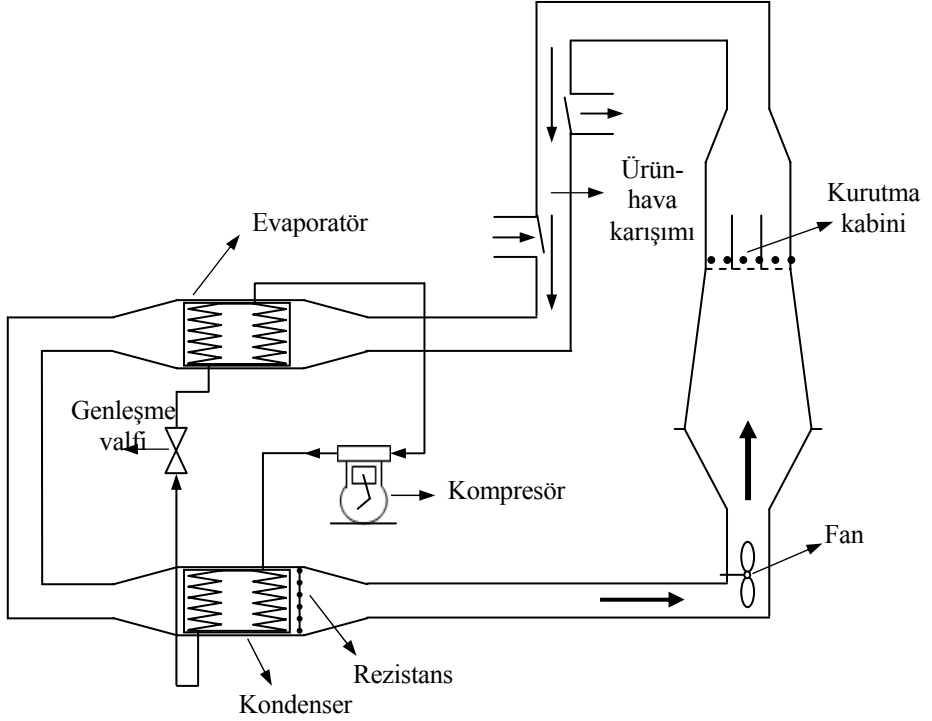 Ürün-
hava
karışımı
Kurutma
kabini
Evaporatör
Genleşme
valfi
Kompresör
Fan
Rezistans
Kondenser